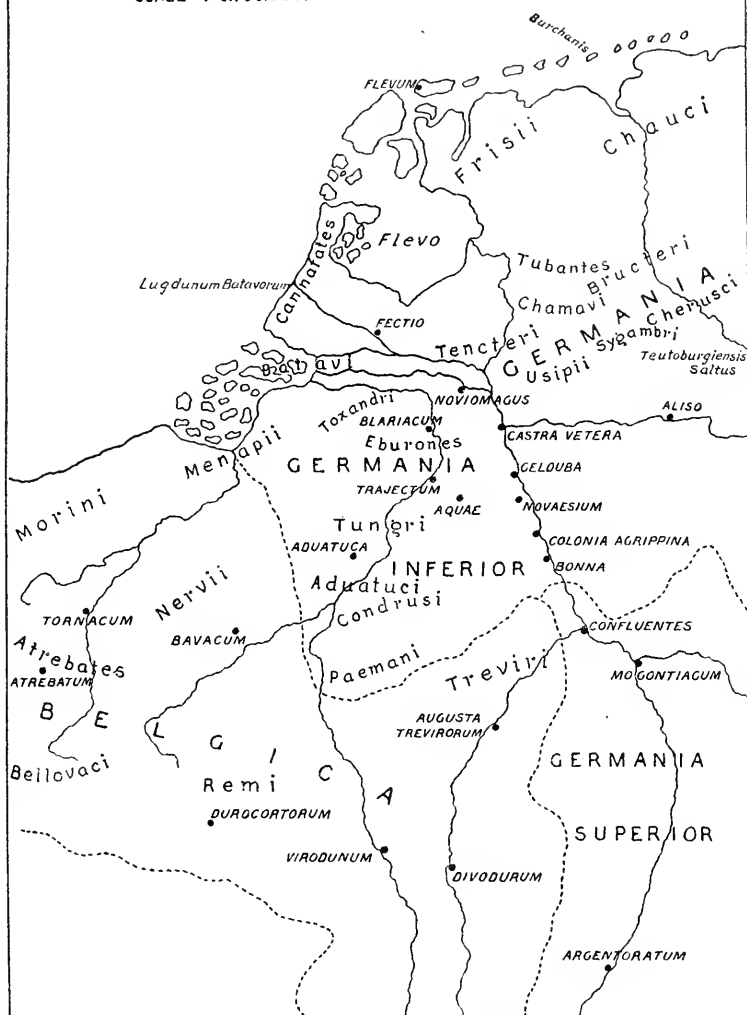 Burchanis
FLEVUM
Frisii
Chauci
Flevo
Cannafates
Lugdunum Batavorum
FECTIO
Tubantes
Bructeri
Chamavi
GERMANIA
Cherusci
Tencteri
Sygambri
Usipii
Teutoburgiensis
Saltus
Batavi
NOVIOMAGUS
Toxandri
BLARIACUM
ALISO
CASTRA VETERA
Menapii
Eburones
GERMANIA
GELOUBA
Morini
TRAJECTUM
AQUAE
NOVAESIUM
Tungri
ADUATUCA
COLONIA AGRIPPINA
INFERIOR
BONNA
Nervii
Aduatuci
Condrusi
TORNACUM
BAVACUM
CONFLUENTES
Atrebates
ATREBATUM
Paemani
Treviri
MOGONTIACUM
BELGICA
AUGUSTA
TREVIRORUM
Bellovaci
Remi
GERMANIA
DUROCORTORUM
SUPERIOR
VIRODUNUM
DIVODURUM
ARGENTORATUM